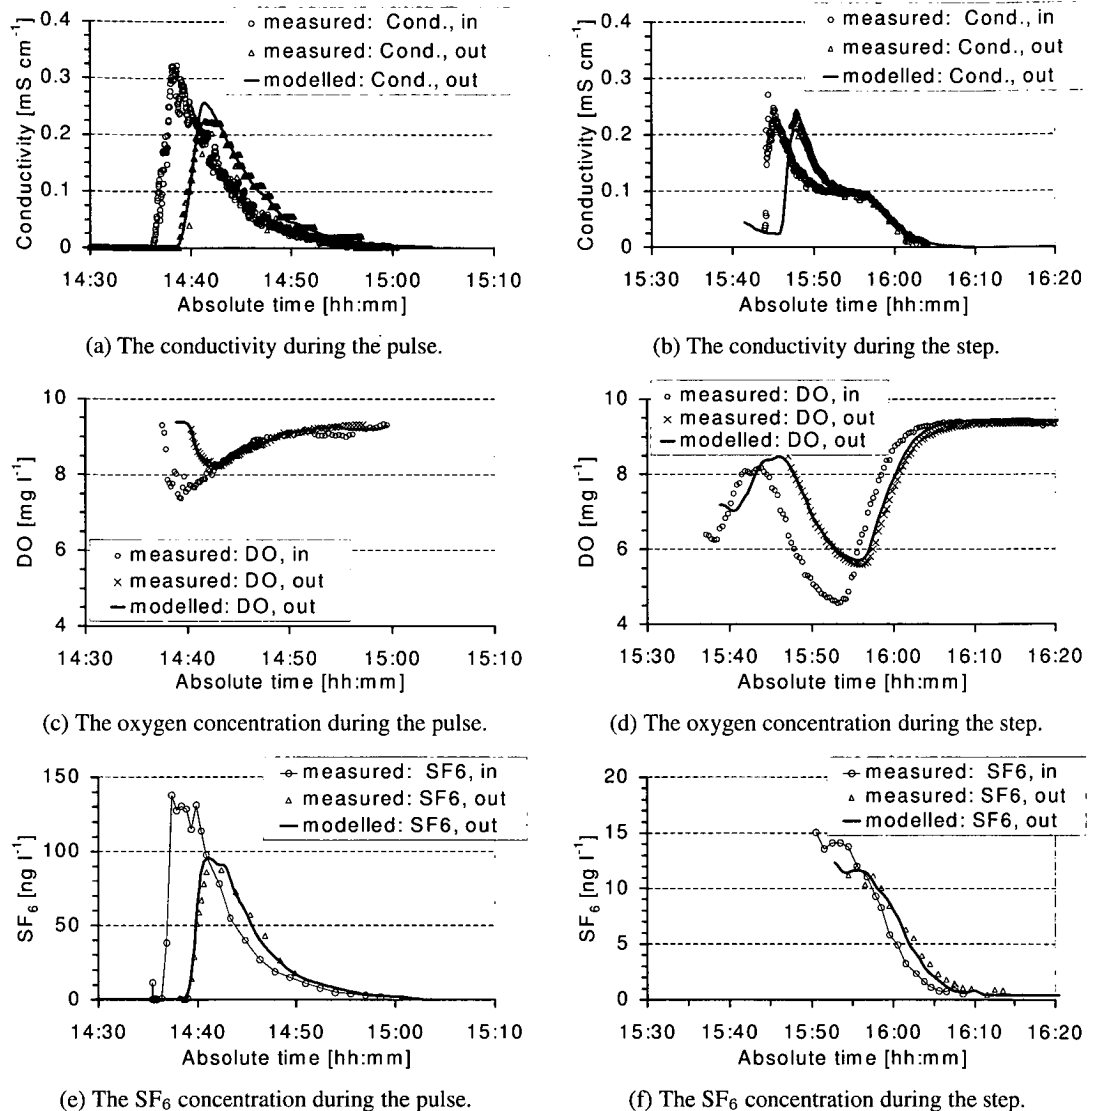 measured: Cond., in
measured: Cond., out
modelled: Cond., out
Conductivity [mS cm⁻¹]
0.4
0.3
0.2
0.1
0
14:30 14:40 14:50 15:00 15:10
Absolute time [hh:mm]
(a) The conductivity during the pulse.
measured: Cond., in
measured: Cond., out
modelled: Cond., out
Conductivity [mS cm⁻¹]
0.4
0.3
0.2
0.1
0
15:30 15:40 15:50 16:00 16:10 16:20
Absolute time [hh:mm]
(b) The conductivity during the step.
DO [mg l⁻¹]
10
8
6
4
measured: DO, in
measured: DO, out
modelled: DO, out
14:30 14:40 14:50 15:00 15:10
Absolute time [hh:mm]
(c) The oxygen concentration during the pulse.
measured: DO, in
measured: DO, out
modelled: DO, out
DO [mg l⁻¹]
10
8
6
4
15:30 15:40 15:50 16:00 16:10 16:20
Absolute time [hh:mm]
(d) The oxygen concentration during the step.
measured: SF6, in
measured: SF6, out
modelled: SF6, out
SF₆ [ng l⁻¹]
150
100
50
0
14:30 14:40 14:50 15:00 15:10
Absolute time [hh:mm]
(e) The SF₆ concentration during the pulse.
measured: SF6, in
measured: SF6, out
modelled: SF6, out
SF₆ [ng l⁻¹]
20
15
10
5
0
15:30 15:40 15:50 16:00 16:10 16:20
Absolute time [hh:mm]
(f) The SF₆ concentration during the step.